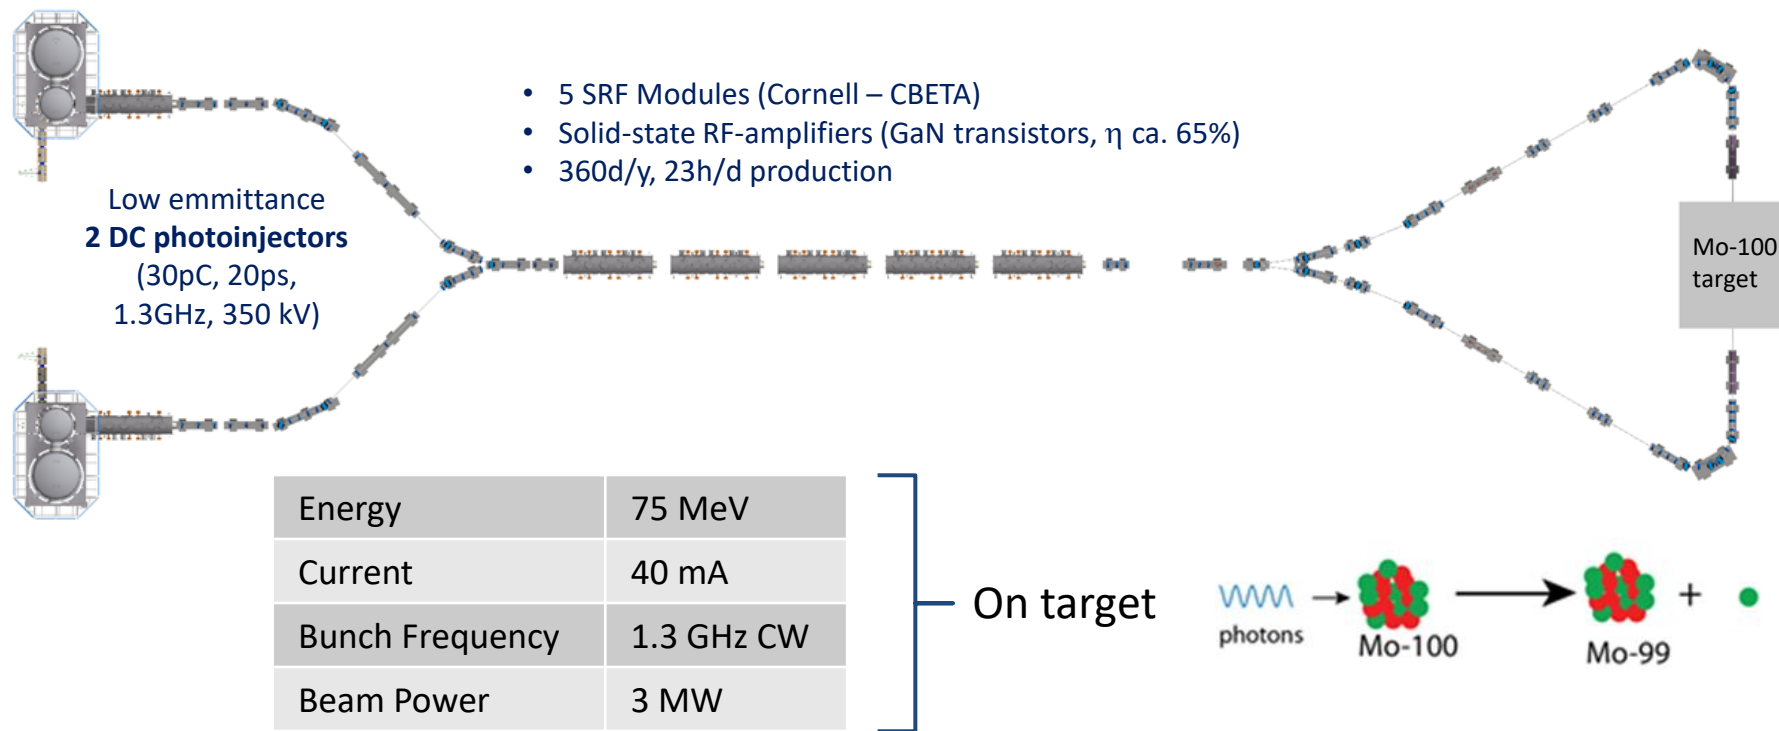 • 5 SRF Modules (Cornell – CBETA)
• Solid-state RF-amplifiers (GaN transistors, η ca. 65%)
• 360d/y, 23h/d production
Low emmittance
2 DC photoinjectors
(30pC, 20ps,
1.3GHz, 350 kV)
Mo-100
target
Energy 75 MeV
Current 40 mA
Bunch Frequency 1.3 GHz CW
Beam Power 3 MW
On target
photons
Mo-100
+
Mo-99